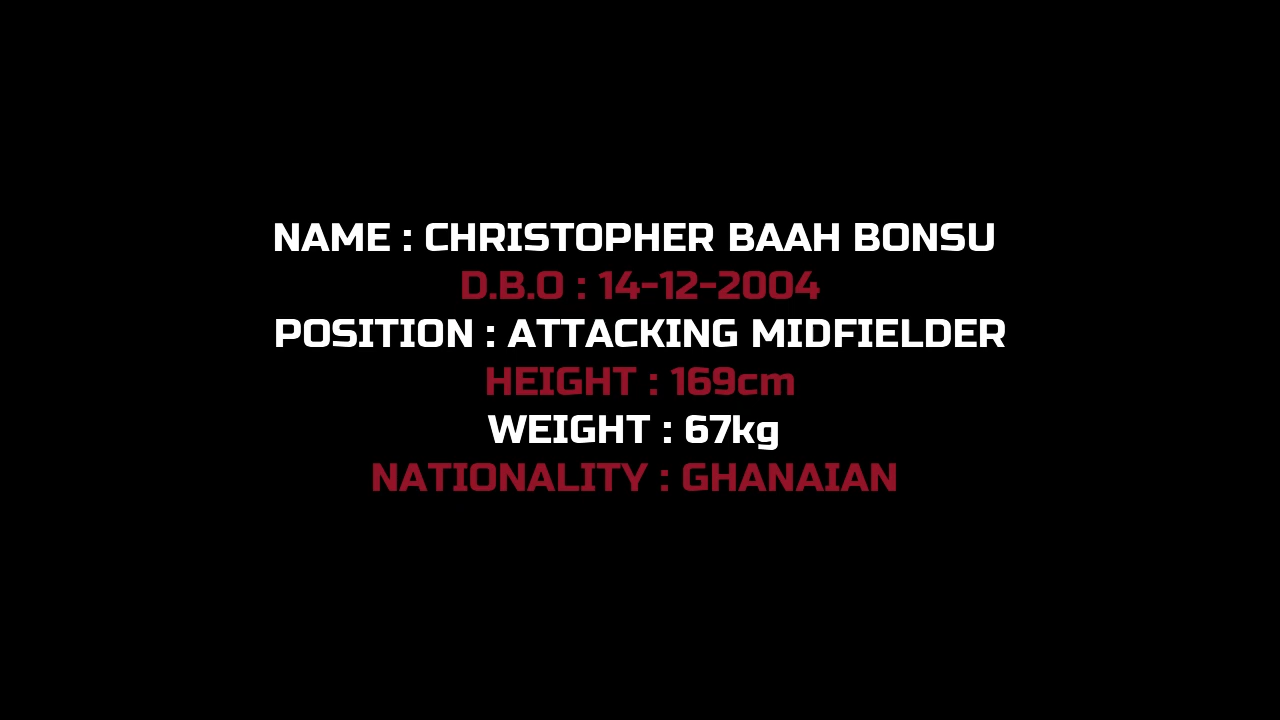 NAME : CHRISTOPHER BAAH BONSU
D.B.O : 14-12-2004
POSITION : ATTACKING MIDFIELDER
HEIGHT : 169cm
WEIGHT : 67kg
NATIONALITY : GHANAIAN